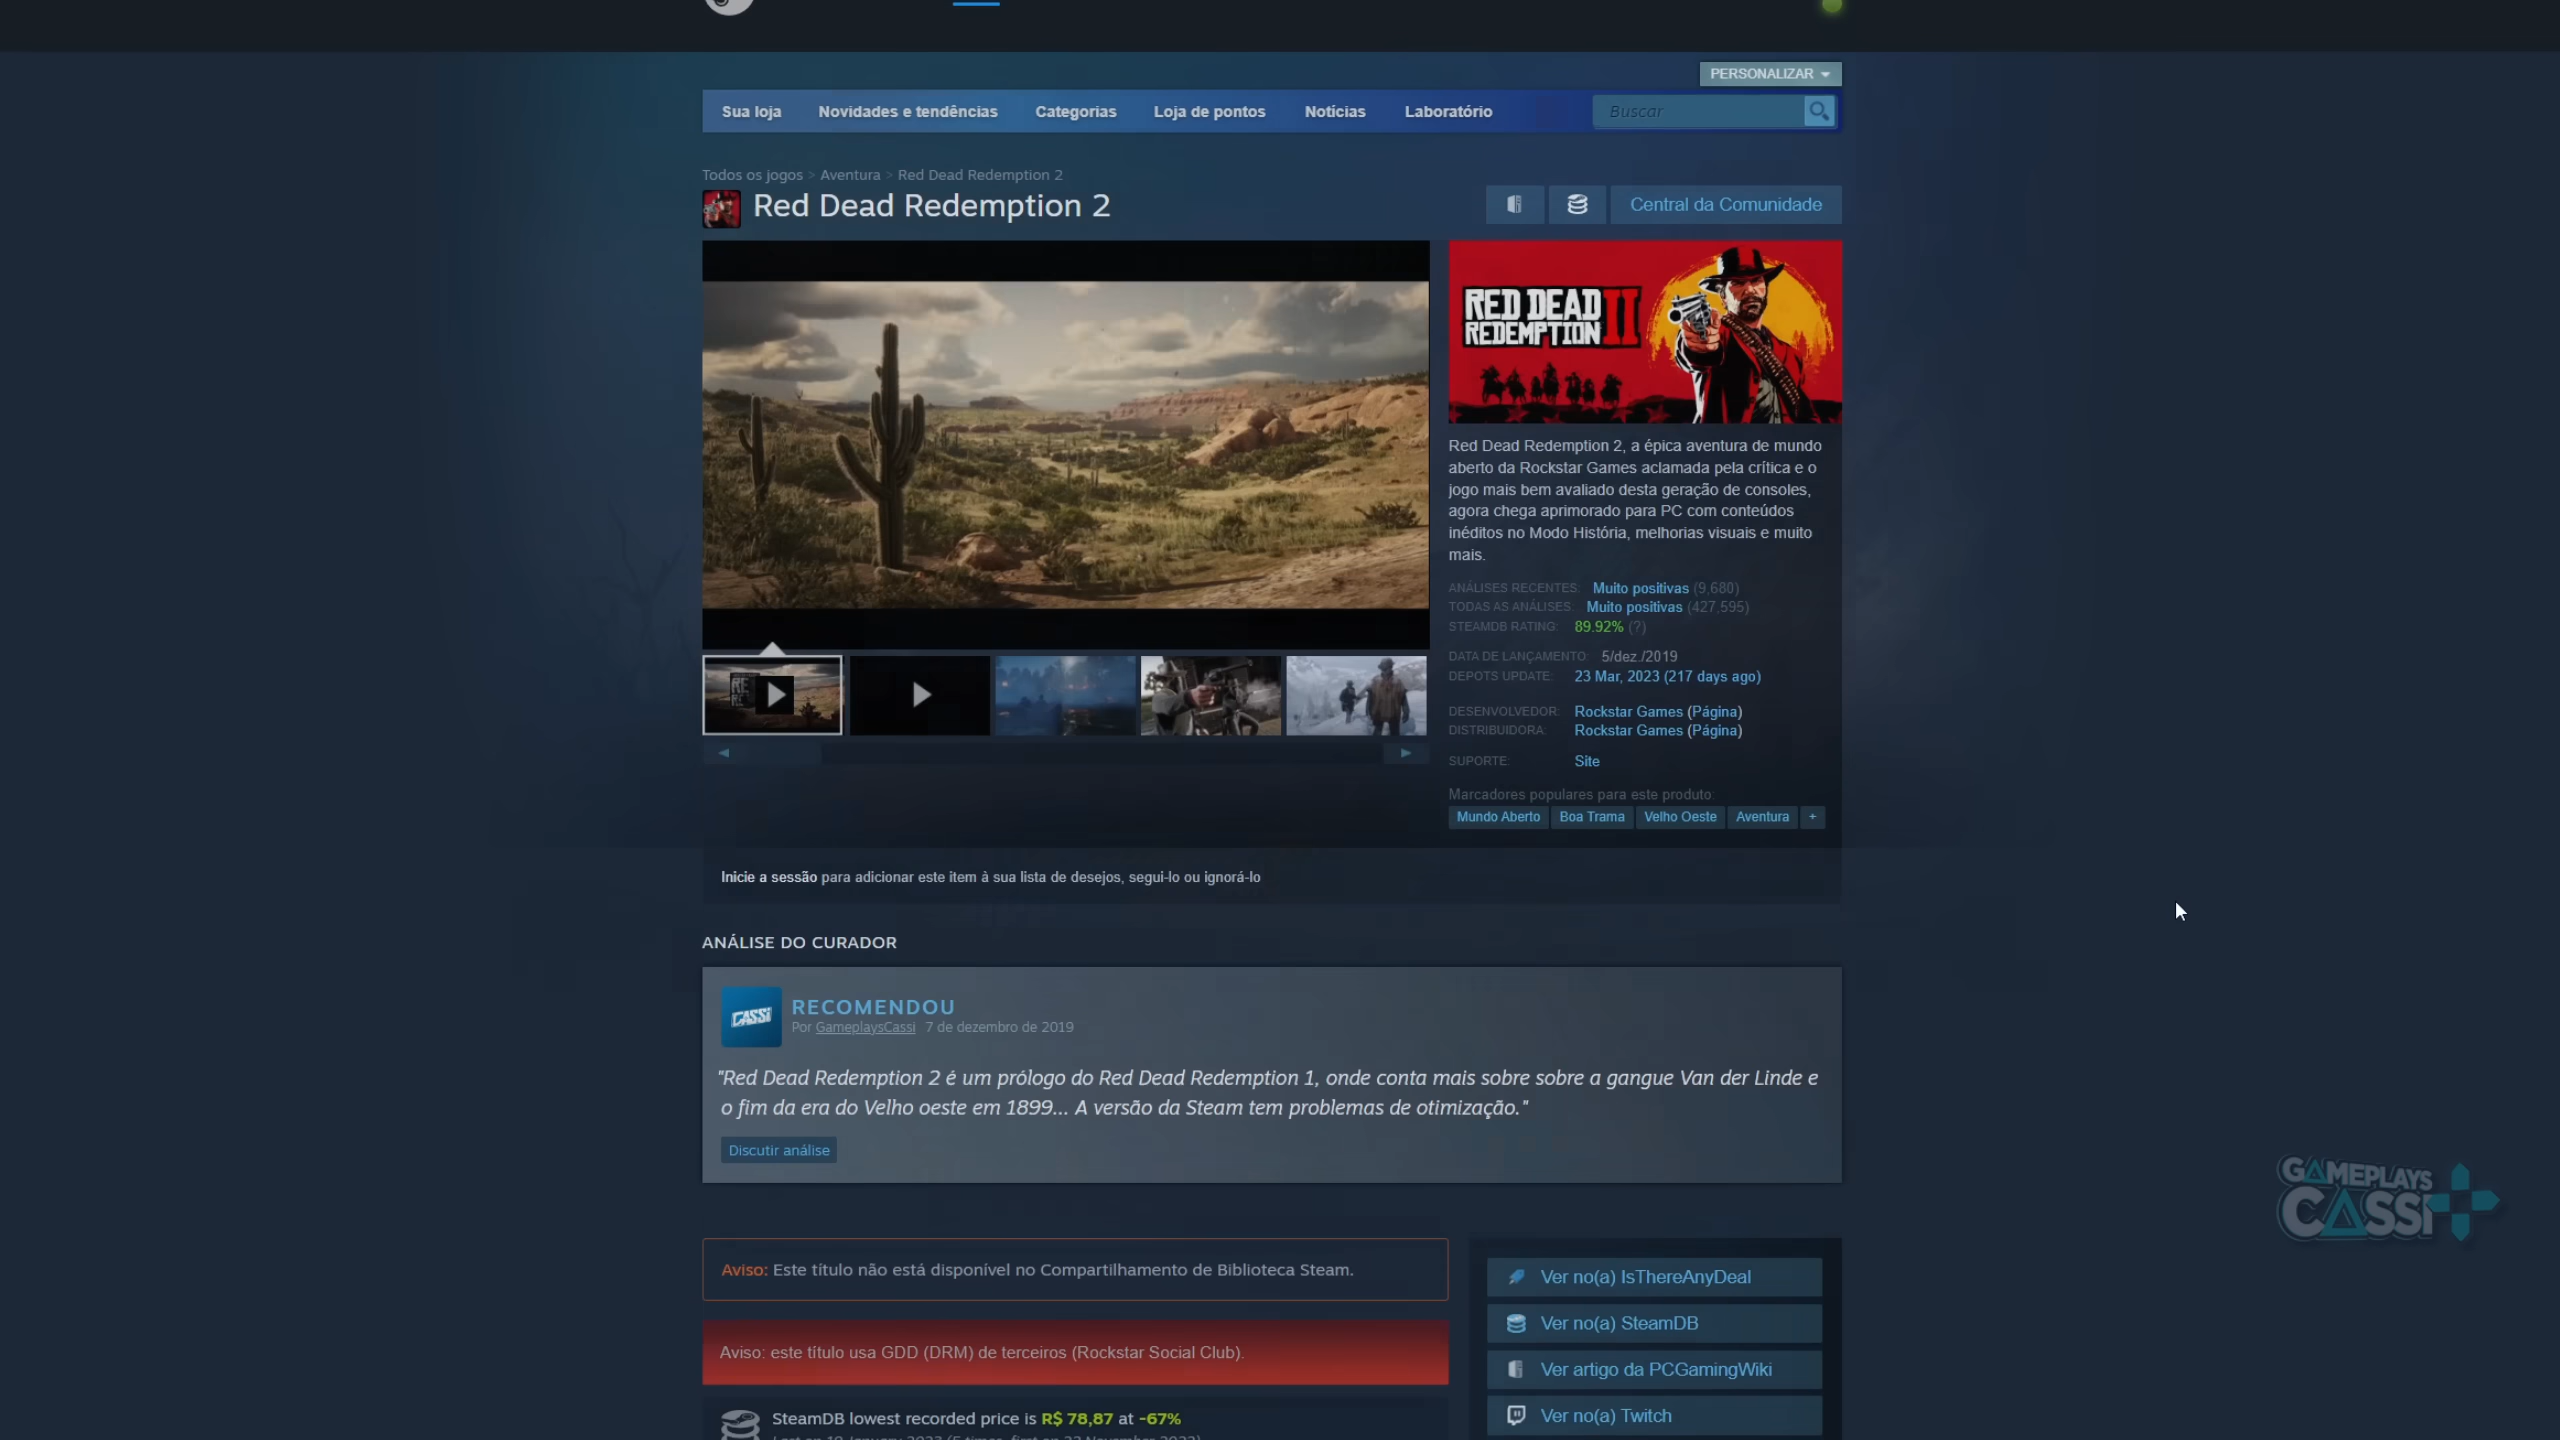 PERSONALIZAR
Sua loja Novidades e tendências Categorias Loja de pontos Notícias Laboratório Buscar
Todos os jogos > Aventura > Red Dead Redemption 2
Red Dead Redemption 2
Central da Comunidade
RED DEAD
REDEMPTION II
Red Dead Redemption 2, a épica aventura de mundo
aberto da Rockstar Games aclamada pela crítica e o
jogo mais bem avaliado desta geração de consoles,
agora chega aprimorado para PC com conteúdos
inéditos no Modo História, melhorias visuais e muito
mais.
ANÁLISES RECENTES: Muito positivas (9,680)
TODAS AS ANÁLISES: Muito positivas (427,595)
STEAMDB RATING: 89.92% (?)
DATA DE LANÇAMENTO: 5/dez./2019
DEPOTS UPDATE: 23 Mar, 2023 (217 days ago)
DESENVOLVEDOR: Rockstar Games (Página)
DISTRIBUIDORA: Rockstar Games (Página)
SUPORTE: Site
Marcadores populares para este produto:
Mundo Aberto Boa Trama Velho Oeste Aventura +
Inicie a sessão para adicionar este item à sua lista de desejos, segui-lo ou ignorá-lo
ANÁLISE DO CURADOR
CASSI
RECOMENDOU
Por GameplaysCassi 7 de dezembro de 2019
"Red Dead Redemption 2 é um prólogo do Red Dead Redemption 1, onde conta mais sobre sobre a gangue Van der Linde e
o fim da era do Velho oeste em 1899... A versão da Steam tem problemas de otimização."
Discutir análise
GAMEPLAYS
CASSI
Aviso: Este título não está disponível no Compartilhamento de Biblioteca Steam.
Aviso: este título usa GDD (DRM) de terceiros (Rockstar Social Club).
SteamDB lowest recorded price is R$ 78,87 at -67%
Ver no(a) IsThereAnyDeal
Ver no(a) SteamDB
Ver artigo da PCGamingWiki
Ver no(a) Twitch